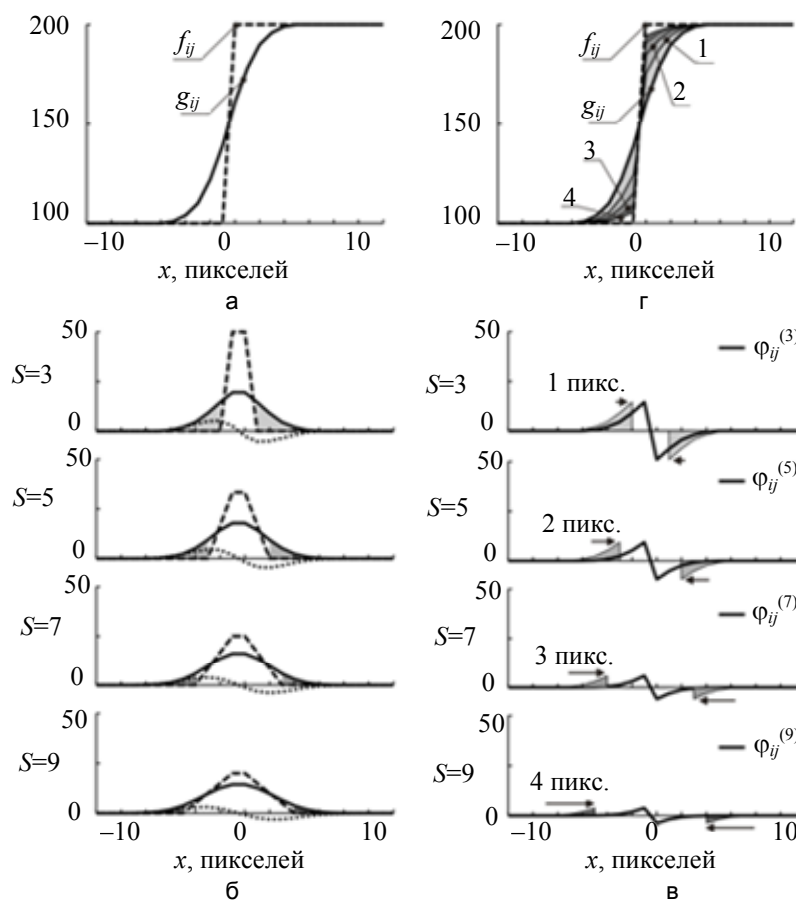 200
150
100
f_ij
g_ij
–10 0 10
x, пикселей
а
200
150
100
f_ij
g_ij
1
2
3
4
–10 0 10
x, пикселей
г
50
S=3
0
50
S=5
0
50
S=7
0
50
S=9
0
–10 0 10
x, пикселей
б
50
S=3
0
1 пикс.
φ_ij^(3)
50
S=5
0
2 пикс.
φ_ij^(5)
50
S=7
0
3 пикс.
φ_ij^(7)
50
S=9
0
4 пикс.
φ_ij^(9)
–10 0 10
x, пикселей
в